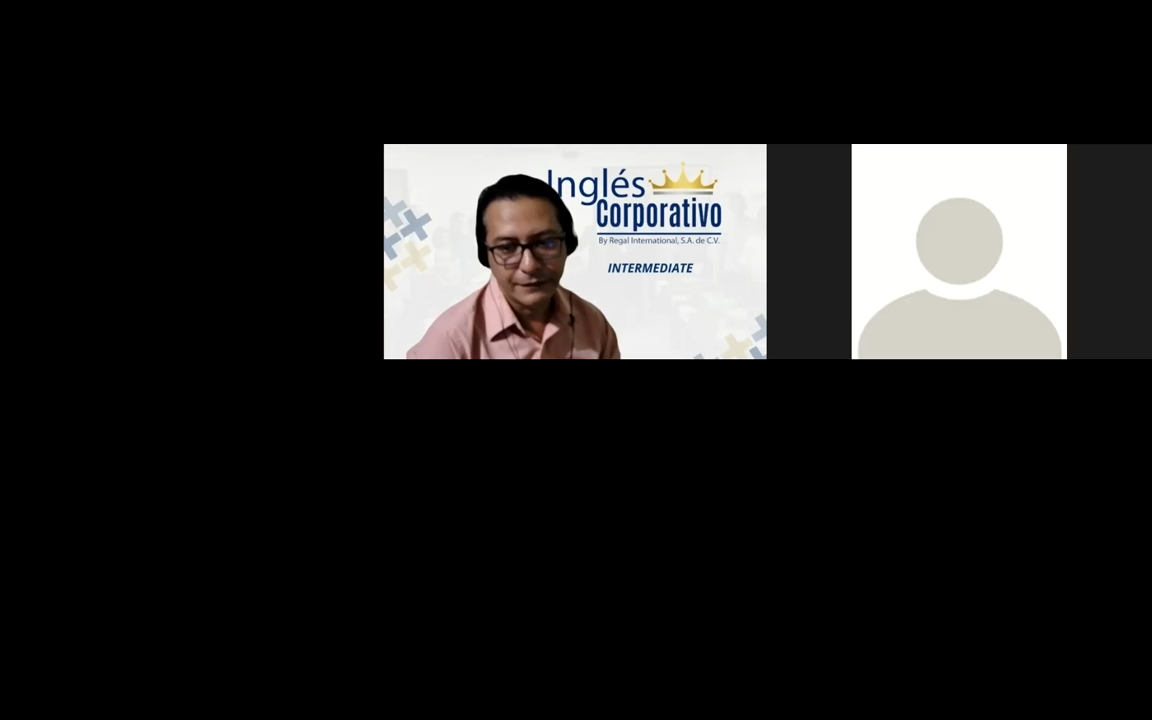 Inglés
Corporativo
By Regal International, S.A. de C.V.
INTERMEDIATE